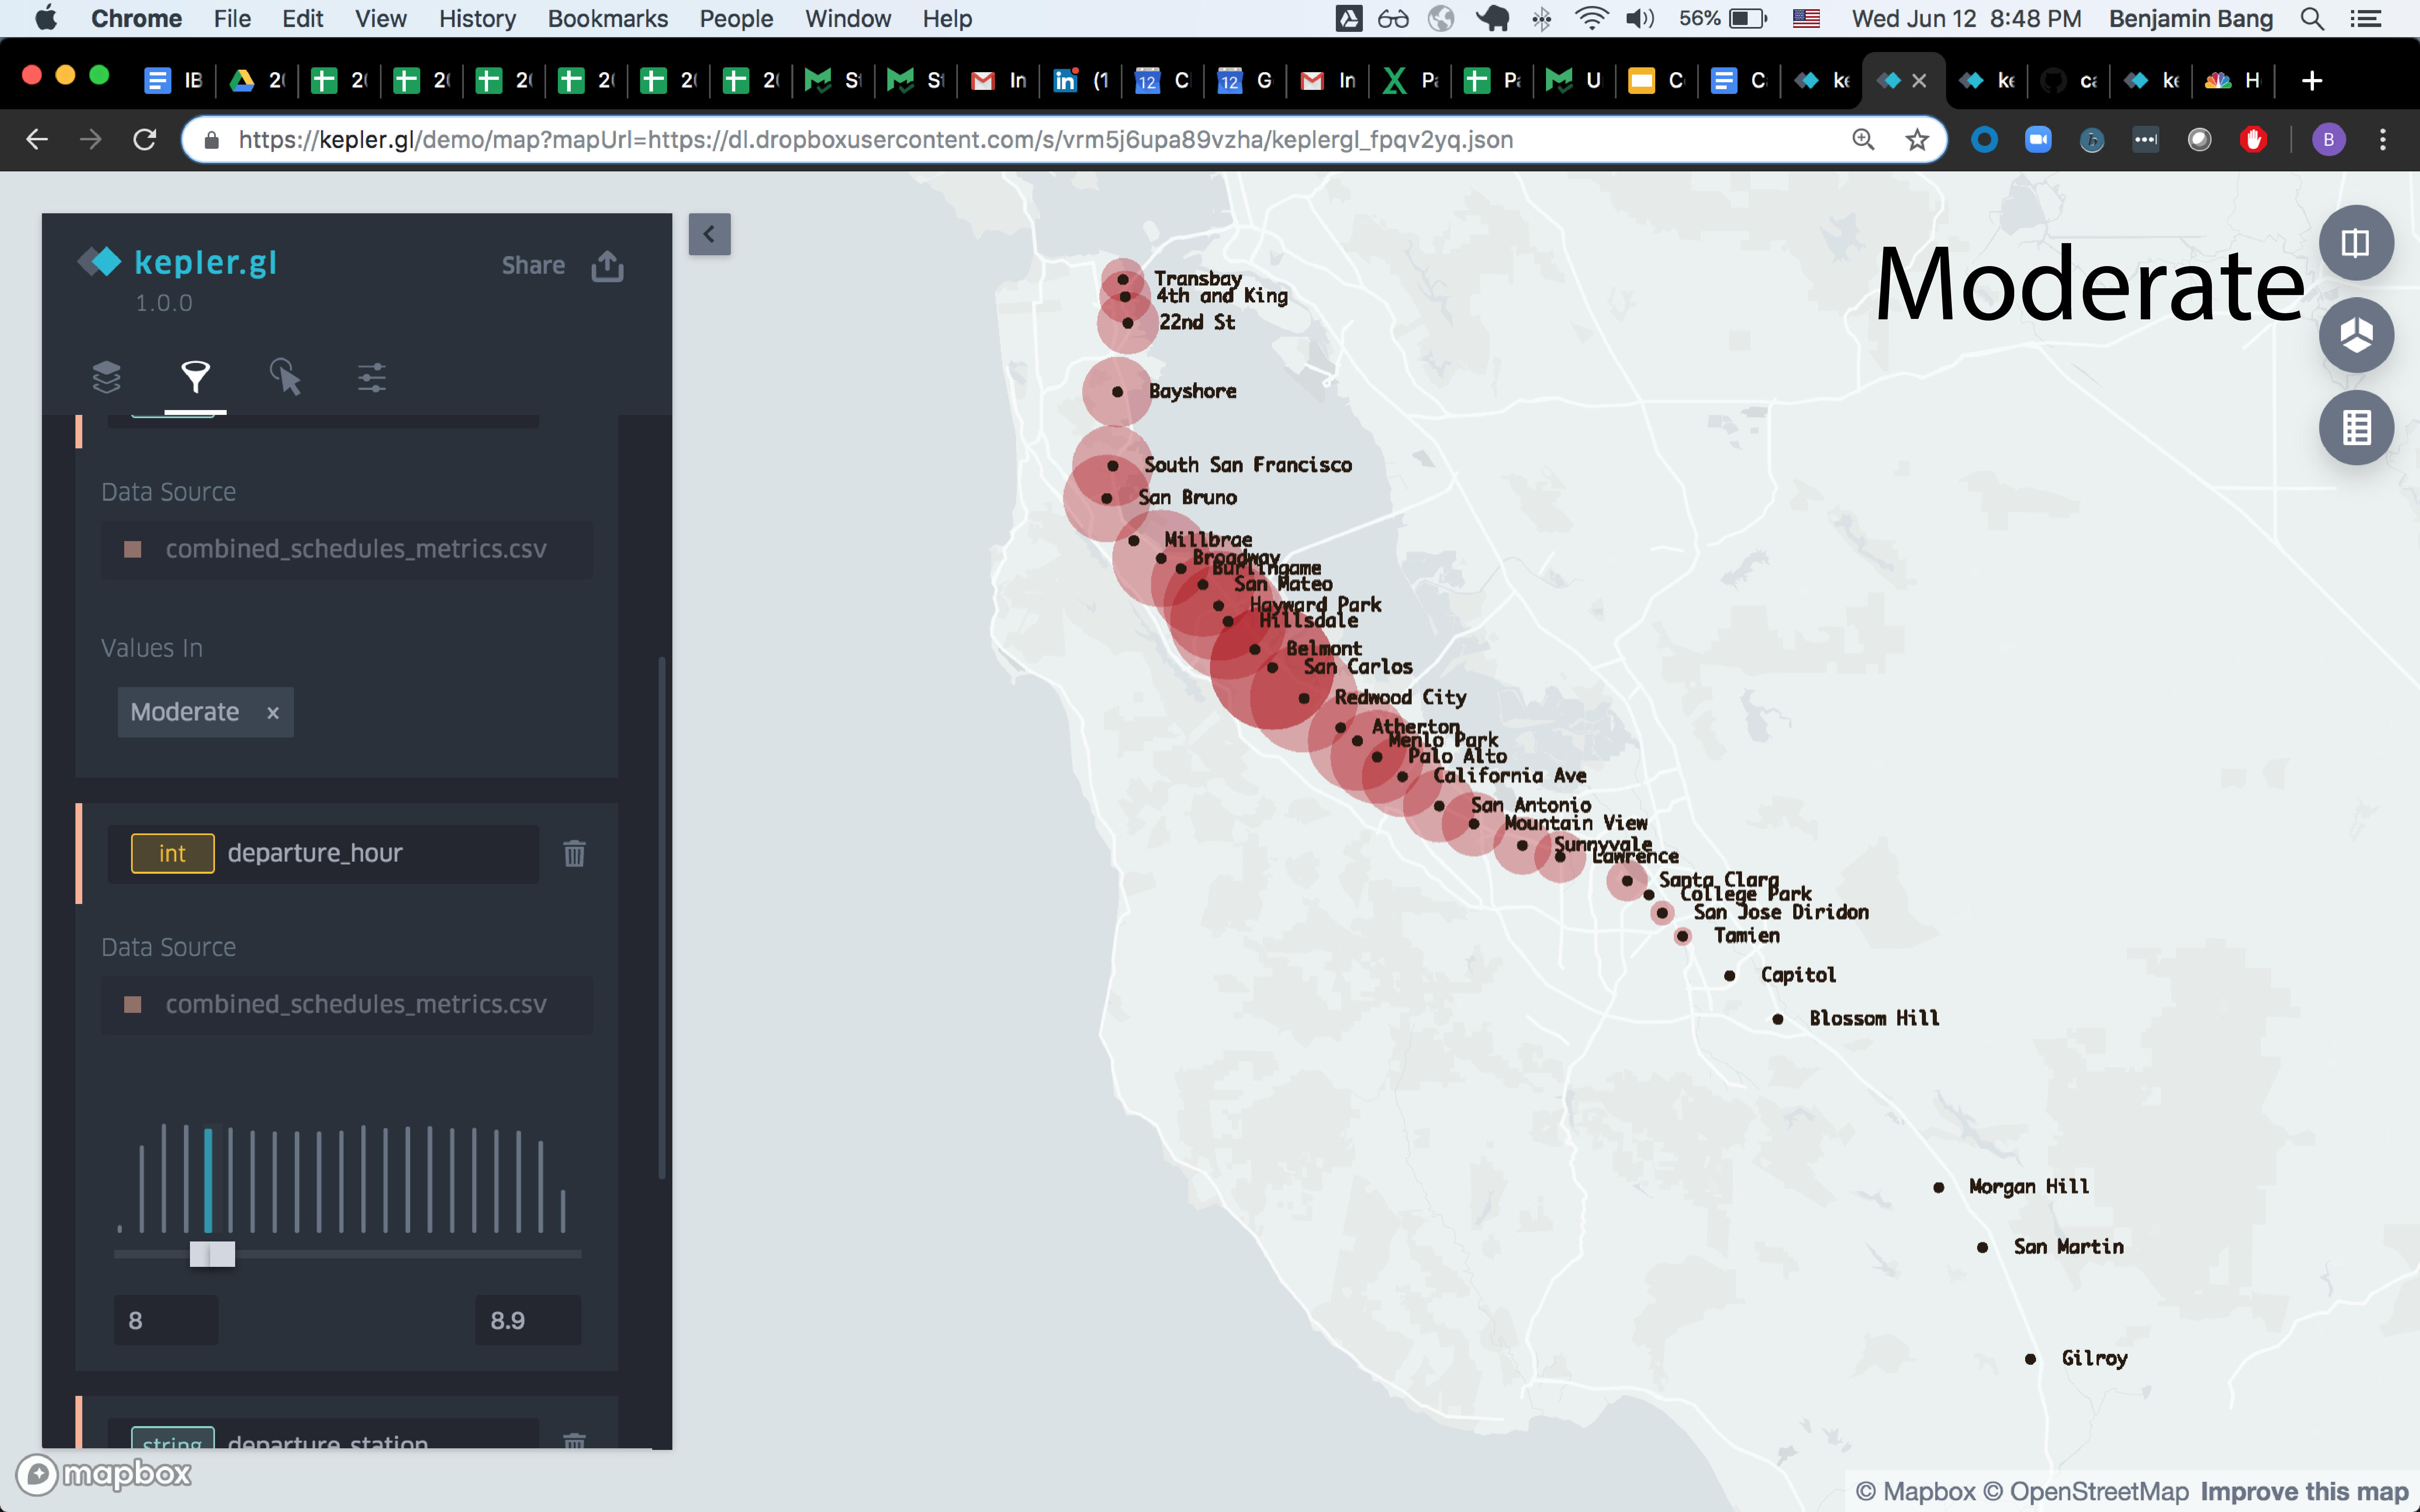 Chrome File Edit View History Bookmarks People Window Help 56% Wed Jun 12 8:48 PM Benjamin Bang
IB 2( 2( 2( 2( 2( 2( 2( St St In (1 12 C 12 G In Pa Pa U C C ke ke ca ke H
https://kepler.gl/demo/map?mapUrl=https://dl.dropboxusercontent.com/s/vrm5j6upa89vzha/keplergl_fpqv2yq.json B
kepler.gl Share
1.0.0
Data Source
combined_schedules_metrics.csv
Values In
Moderate ×
int departure_hour
Data Source
combined_schedules_metrics.csv
8 8.9
string departure_station
mapbox
Moderate
Transbay
4th and King
22nd St
Bayshore
South San Francisco
San Bruno
Millbrae
Broadway
Burlingame
San Mateo
Hayward Park
Hillsdale
Belmont
San Carlos
Redwood City
Atherton
Menlo Park
Palo Alto
California Ave
San Antonio
Mountain View
Sunnyvale
Lawrence
Santa Clara
College Park
San Jose Diridon
Tamien
Capitol
Blossom Hill
Morgan Hill
San Martin
Gilroy
© Mapbox © OpenStreetMap Improve this map